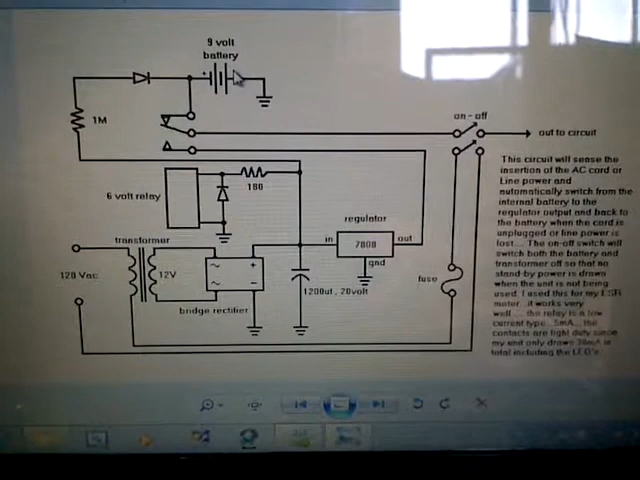 9 volt
battery
1M
on - off
out to circuit
6 volt relay
180
regulator
in
7808
out
gnd
transformer
120 Vac
12V
bridge rectifier
1200uf, 20volt
fuse
This circuit will sense the
insertion of the AC cord or
Line power and
automatically switch from the
internal battery to the
regulator output and back to
the battery when the cord is
unplugged or line power is
lost.... The on-off switch will
switch both the battery and
transformer off so that no
stand-by power is drawn
when the unit is not being
used. I used this for my ESR
meter.. it works very
well.... the relay is a low
current type.. 5mA... the
contacts are light duty since
my unit only draws 30mA in
total including the LED's.